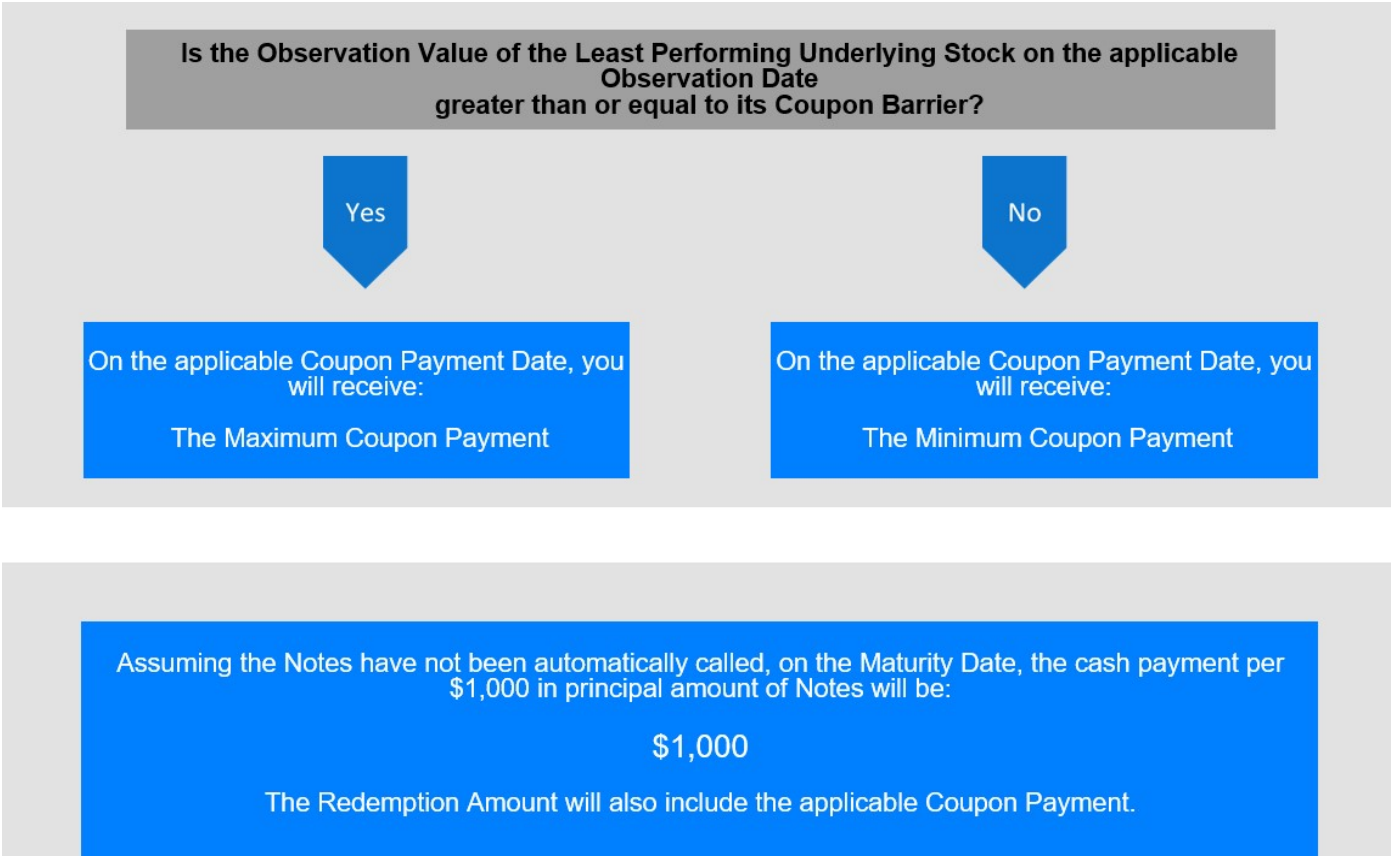 Is the Observation Value of the Least Performing Underlying Stock on the applicable
Observation Date
greater than or equal to its Coupon Barrier?
Yes
No
On the applicable Coupon Payment Date, you
will receive:
The Maximum Coupon Payment
On the applicable Coupon Payment Date, you
will receive:
The Minimum Coupon Payment
Assuming the Notes have not been automatically called, on the Maturity Date, the cash payment per
$1,000 in principal amount of Notes will be:
$1,000
The Redemption Amount will also include the applicable Coupon Payment.